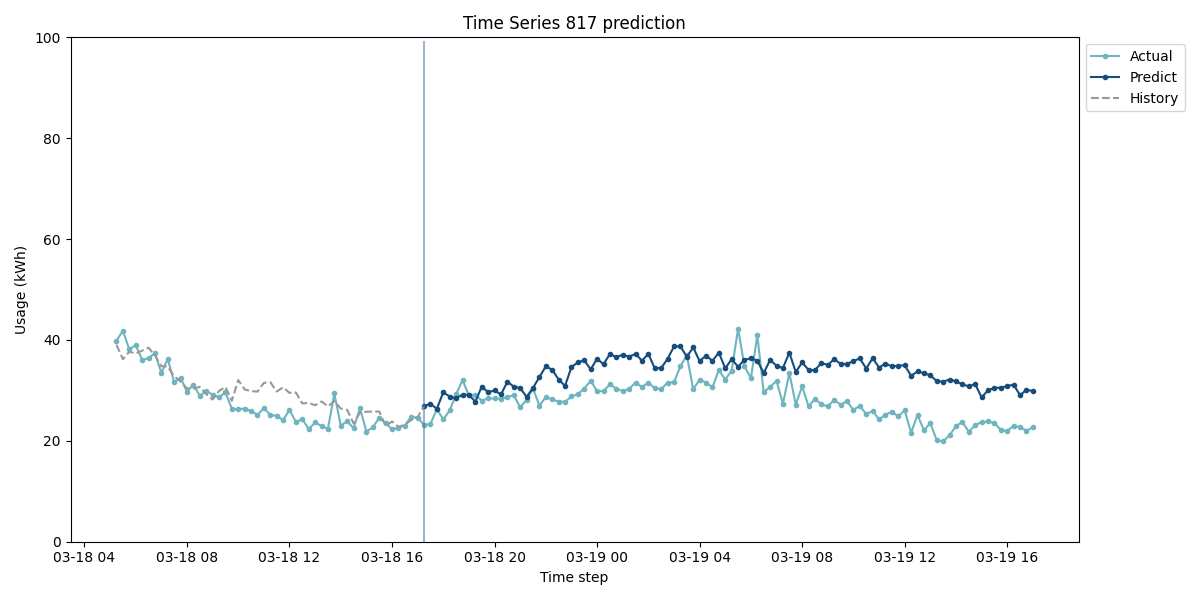 Time Series 817 prediction
100
80
60
40
20
0
Usage (kWh)
03-18 04
03-18 08
03-18 12
03-18 16
03-18 20
03-19 00
03-19 04
03-19 08
03-19 12
03-19 16
Time step
Actual
Predict
History